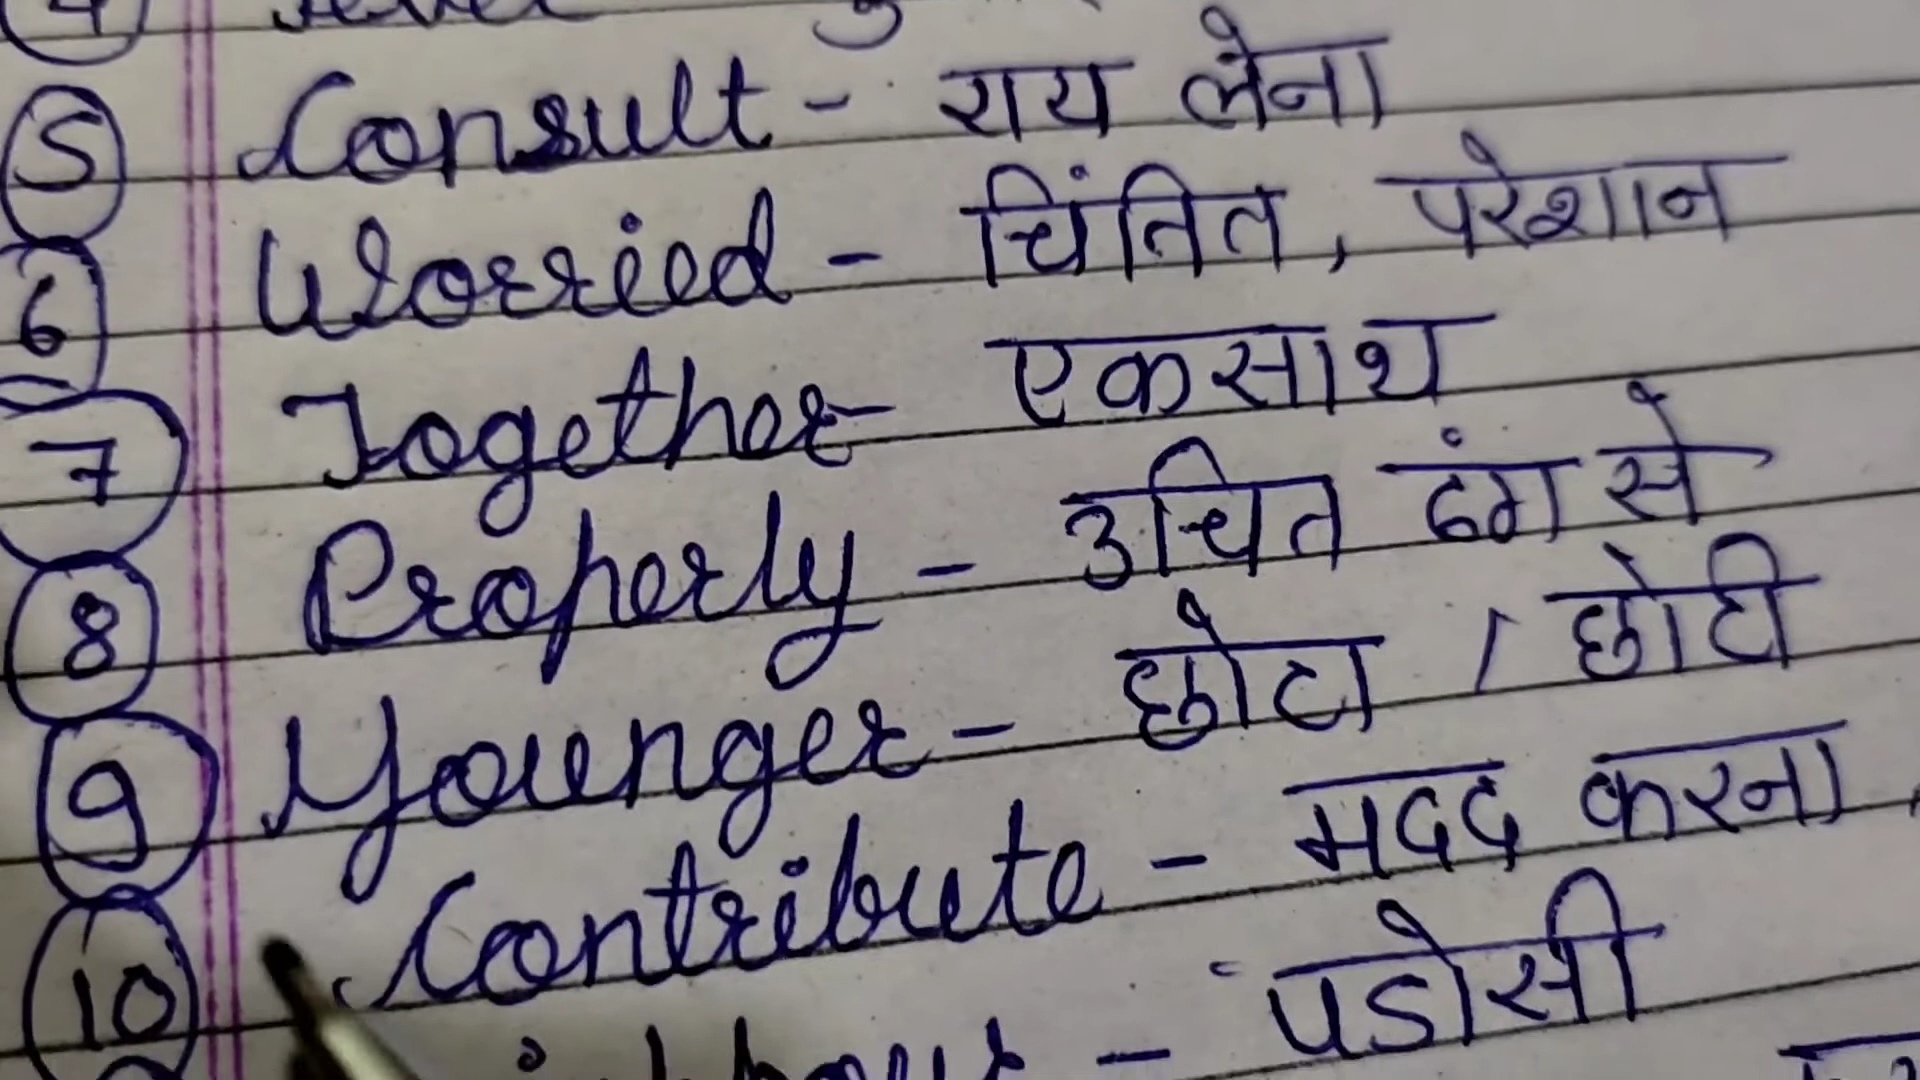 5 Consult - राय लेना
6 Worried - चिंतित, परेशान
7 Together - एकसाथ
8 Properly - उचित ढंग से
9 Younger - छोटा / छोटी
10 Contribute - मदद करना
- पडोसी